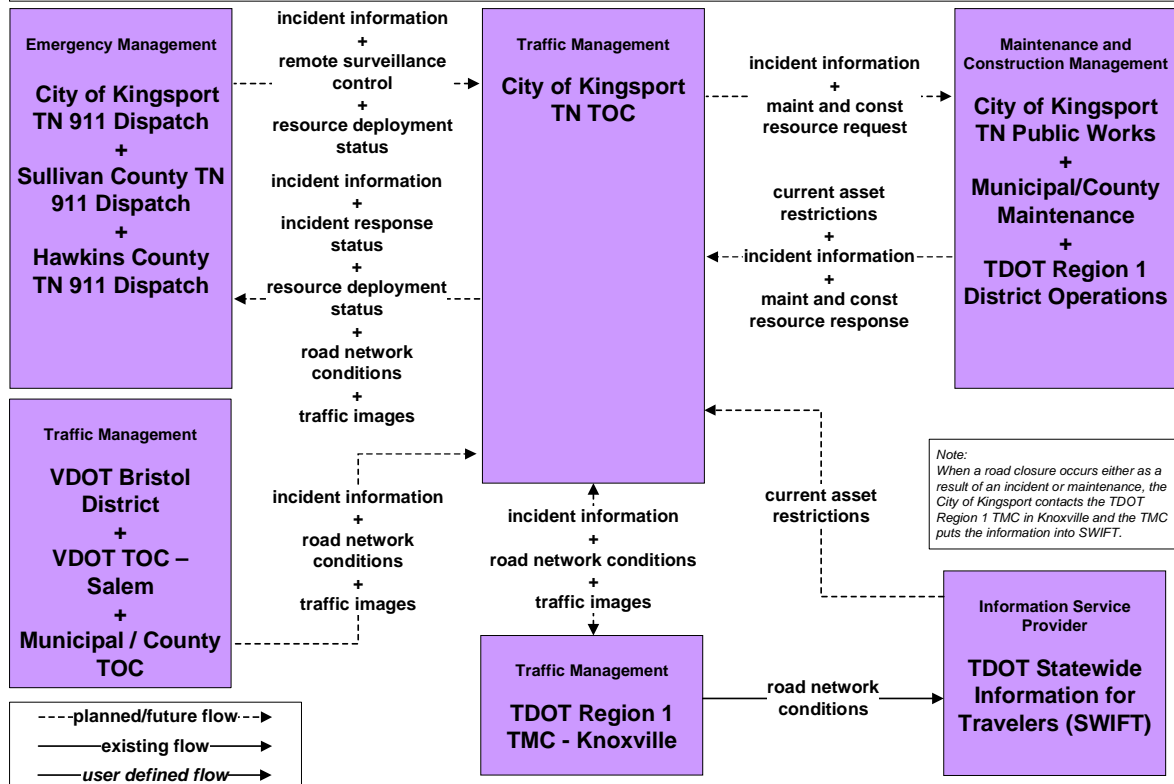 Emergency Management
City of Kingsport
TN 911 Dispatch
+
Sullivan County TN
911 Dispatch
+
Hawkins County
TN 911 Dispatch
incident information
+
remote surveillance
control
+
resource deployment
status
incident information
+
incident response
status
+
resource deployment
status
+
road network
conditions
+
traffic images
Traffic Management
City of Kingsport
TN TOC
incident information
+
maint and const
resource request
current asset
restrictions
+
incident information
+
maint and const
resource response
Maintenance and
Construction Management
City of Kingsport
TN Public Works
+
Municipal/County
Maintenance
+
TDOT Region 1
District Operations
Traffic Management
VDOT Bristol
District
+
VDOT TOC –
Salem
+
Municipal / County
TOC
incident information
+
road network
conditions
+
traffic images
incident information
+
road network conditions
+
traffic images
current asset
restrictions
Note:
When a road closure occurs either as a
result of an incident or maintenance, the
City of Kingsport contacts the TDOT
Region 1 TMC in Knoxville and the TMC
puts the information into SWIFT.
Traffic Management
TDOT Region 1
TMC - Knoxville
road network
conditions
Information Service
Provider
TDOT Statewide
Information for
Travelers (SWIFT)
planned/future flow
existing flow
user defined flow